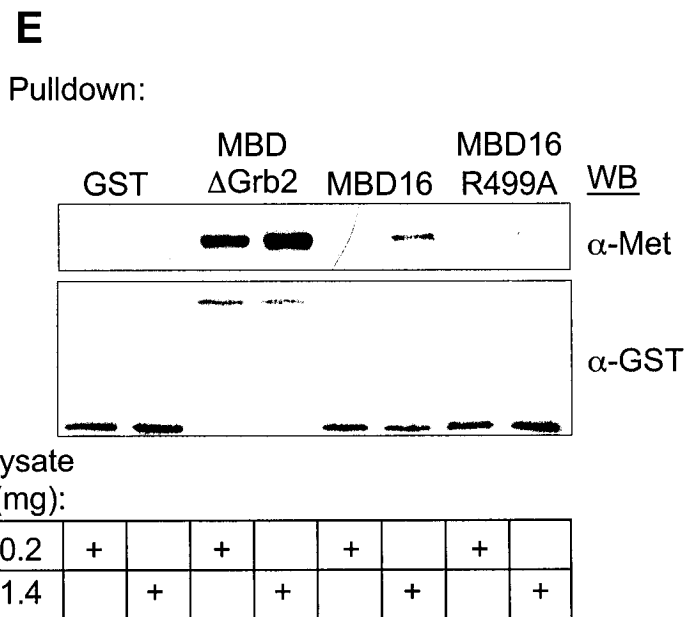 E
Pulldown:
MBD MBD16
GST ΔGrb2 MBD16 R499A WB
α-Met
α-GST
ysate
(mg):
0.2 + + + +
1.4 + + + +